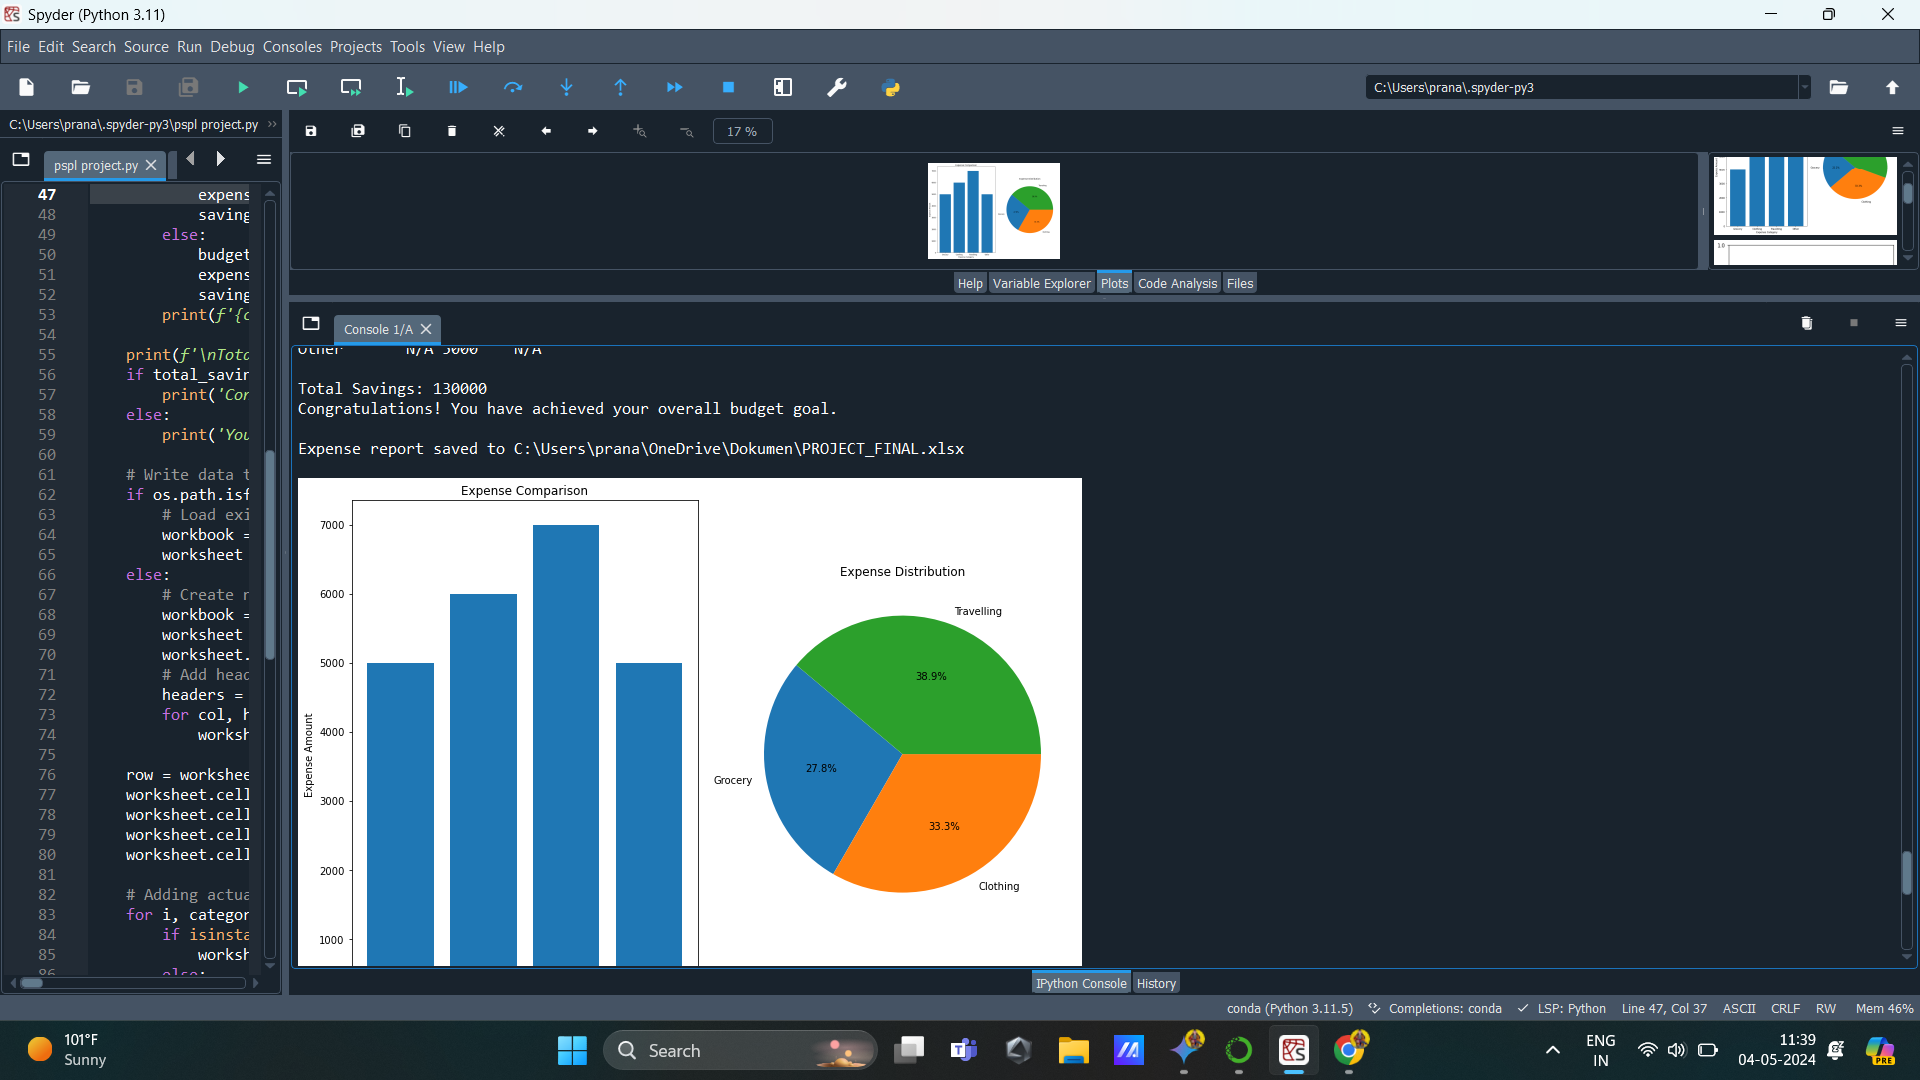 Spyder (Python 3.11)
File Edit Search Source Run Debug Consoles Projects Tools View Help
C:\Users\prana\.spyder-py3
C:\Users\prana\.spyder-py3\pspl project.py
17 %
pspl project.py
47 expens
48 saving
49 else:
50 budget
51 expens
52 saving
53 print(f'{c
54
55 print(f'\nTota
56 if total_savin
57 print('Con
58 else:
59 print('You
60
61 # Write data t
62 if os.path.isf
63 # Load exi
64 workbook =
65 worksheet
66 else:
67 # Create n
68 workbook =
69 worksheet
70 worksheet.
71 # Add head
72 headers =
73 for col, h
74 worksh
75
76 row = workshee
77 worksheet.cell
78 worksheet.cell
79 worksheet.cell
80 worksheet.cell
81
82 # Adding actua
83 for i, categor
84 if isinsta
85 worksh
86 else:
Help Variable Explorer Plots Code Analysis Files
Console 1/A
Other N/A 5000 N/A
Total Savings: 130000
Congratulations! You have achieved your overall budget goal.
Expense report saved to C:\Users\prana\OneDrive\Dokumen\PROJECT_FINAL.xlsx
Expense Comparison
7000
6000
5000
4000
3000
2000
1000
Expense Amount
Expense Distribution
Travelling
38.9%
Grocery
27.8%
33.3%
Clothing
IPython Console History
conda (Python 3.11.5) Completions: conda LSP: Python Line 47, Col 37 ASCII CRLF RW Mem 46%
101°F
Sunny
Search
ENG
IN
11:39
04-05-2024
PRE